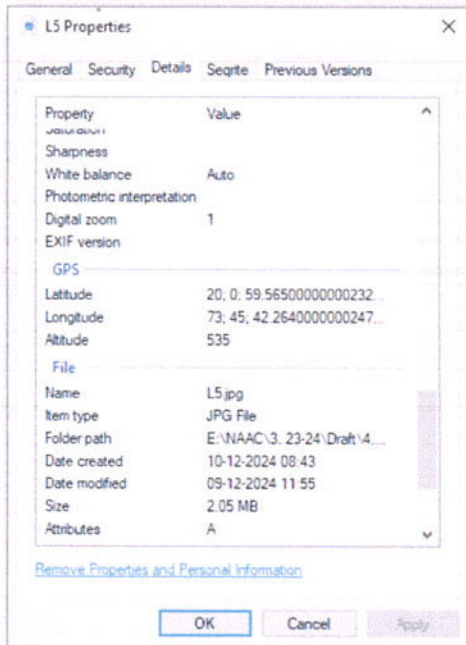 L5 Properties
General Security Details Seqrite Previous Versions
Property Value
Saturation
Sharpness
White balance Auto
Photometric interpretation
Digital zoom 1
EXIF version
GPS
Latitude 20; 0; 59.56500000000232...
Longitude 73; 45; 42.2640000000247...
Altitude 535
File
Name L5.jpg
Item type JPG File
Folder path E:\NAAC\3. 23-24\Draft\4....
Date created 10-12-2024 08:43
Date modified 09-12-2024 11:55
Size 2.05 MB
Attributes A
Remove Properties and Personal Information
OK Cancel Apply